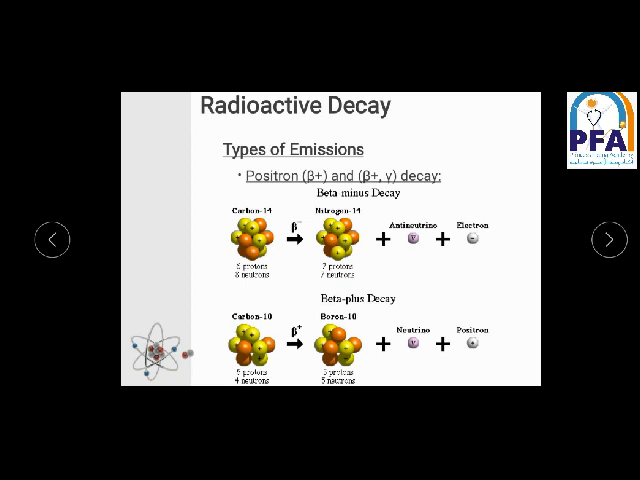 Radioactive Decay
PFA
Types of Emissions
• Positron (β+) and (β+, γ) decay:
Beta-minus Decay
Carbon-14 β⁻ Nitrogen-14 Antineutrino Electron
+ ν + -
6 protons 7 protons
8 neutrons 7 neutrons
Beta-plus Decay
Carbon-10 β⁺ Boron-10 Neutrino Positron
+ ν + +
6 protons 5 protons
4 neutrons 5 neutrons